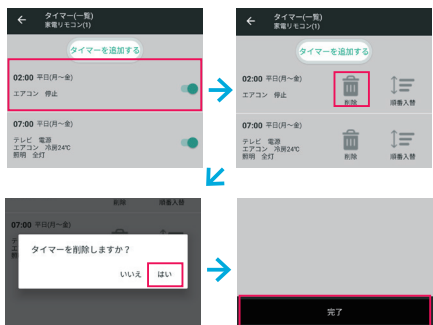 タイマー(一覧)
家電リモコン(1)
タイマーを追加する
02:00 平日(月〜金)
エアコン 停止
07:00 平日(月〜金)
テレビ 電源
エアコン 冷房24℃
照明 全灯
タイマー(一覧)
家電リモコン(1)
タイマーを追加する
02:00 平日(月〜金)
エアコン 停止
削除
順番入替
07:00 平日(月〜金)
テレビ 電源
エアコン 冷房24℃
照明 全灯
削除
順番入替
削除
順番入替
07:00 平日(月〜金)
タイマーを削除しますか？
いいえ
はい
完了